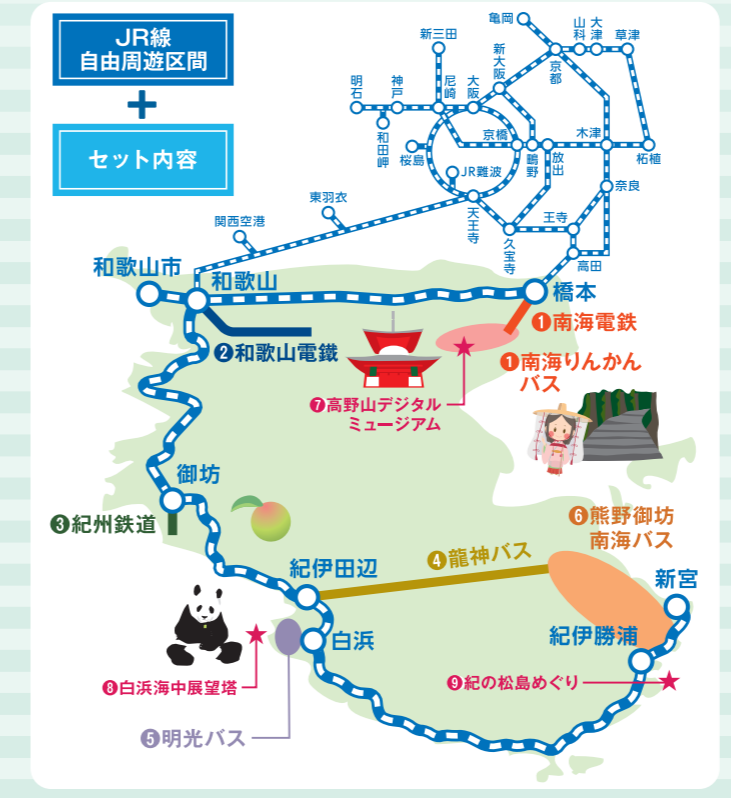 JR線
自由周遊区間
+
セット内容
亀岡
山科
大津
草津
新三田
新大阪
京都
明石
神戸
尼崎
大阪
和田岬
京橋
木津
桜島
鴫野
放出
柘植
JR難波
奈良
東羽衣
天王寺
王寺
関西空港
久宝寺
高田
和歌山市
和歌山
橋本
❶南海電鉄
❷和歌山電鐵
❶南海りんかん
バス
❼高野山デジタル
ミュージアム
御坊
❸紀州鉄道
❻熊野御坊
南海バス
❹龍神バス
紀伊田辺
新宮
白浜
紀伊勝浦
❽白浜海中展望塔
❾紀の松島めぐり
❺明光バス